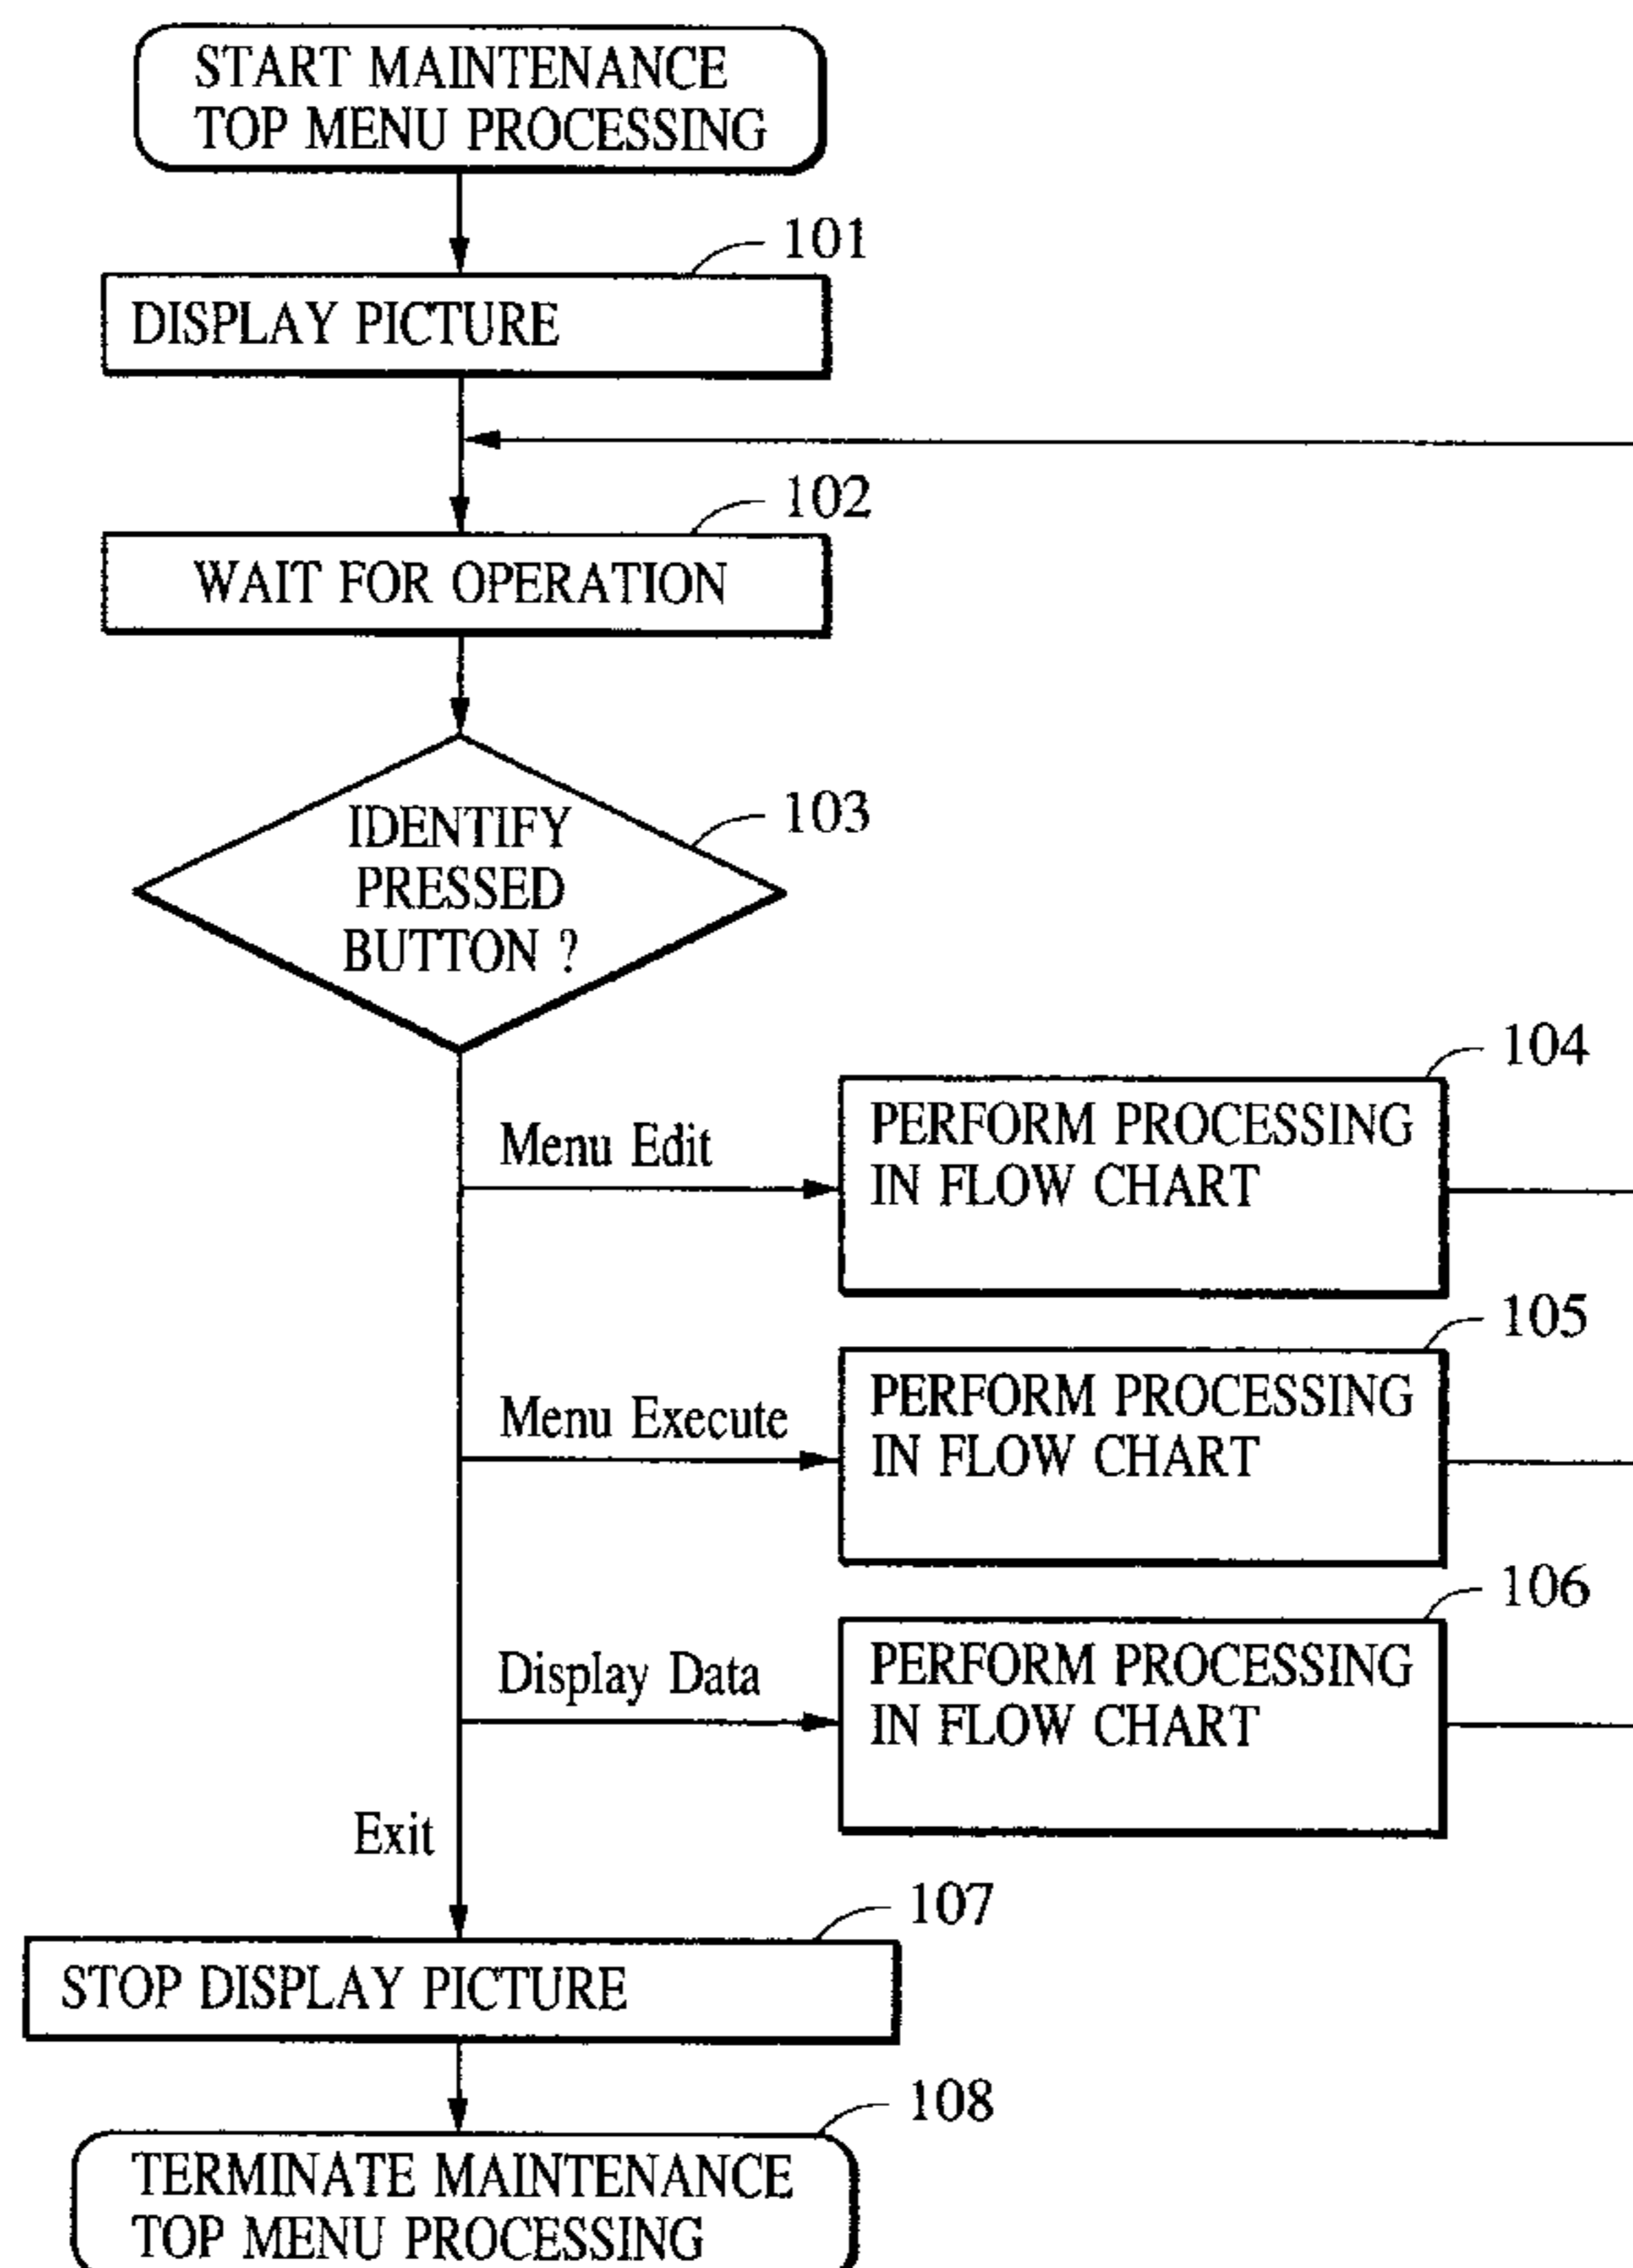 START MAINTENANCE
TOP MENU PROCESSING
101
DISPLAY PICTURE
102
WAIT FOR OPERATION
103
IDENTIFY
PRESSED
BUTTON ?
104
Menu Edit
PERFORM PROCESSING
IN FLOW CHART
105
Menu Execute
PERFORM PROCESSING
IN FLOW CHART
106
Display Data
PERFORM PROCESSING
IN FLOW CHART
Exit
107
STOP DISPLAY PICTURE
108
TERMINATE MAINTENANCE
TOP MENU PROCESSING